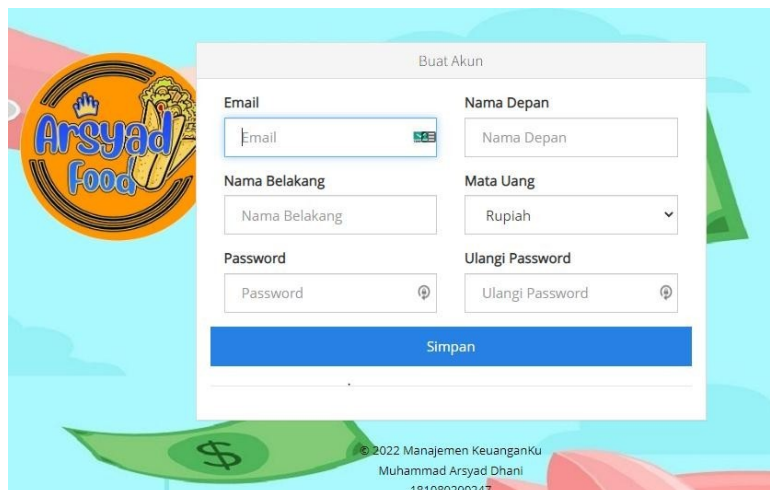 Arsyad
Food
Buat Akun
Email
Nama Depan
Email
Nama Depan
Nama Belakang
Mata Uang
Nama Belakang
Rupiah
Password
Ulangi Password
Password
Ulangi Password
Simpan
$
© 2022 Manajemen KeuanganKu
Muhammad Arsyad Dhani